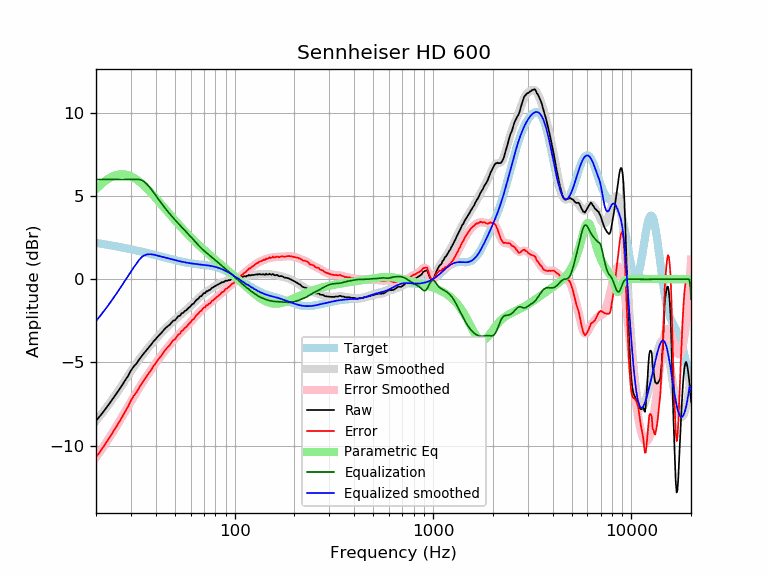 Sennheiser HD 600
Amplitude (dBr)
10
5
0
−5
−10
Target
Raw Smoothed
Error Smoothed
Raw
Error
Parametric Eq
Equalization
Equalized smoothed
100 1000 10000
Frequency (Hz)